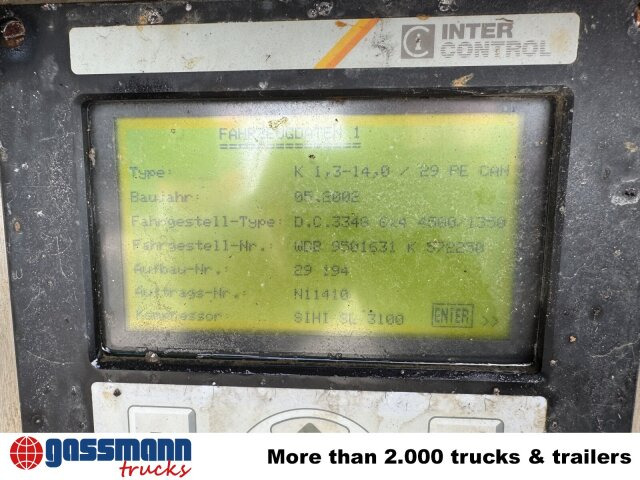 INTER
CONTROL
FAHRZEUGDATEN 1
Type: K 1,3-14,0 / 29 RE CAN
Baujahr: 05.2002
Fahrgestell-Type: D.C.3348 6x4 4500/1350
Fahrgestell-Nr.: WDB 9501631 K 572250
Aufbau-Nr.: 29 194
Auftrags-Nr.: N11410
Kompressor: SIHI SL 3100 ENTER >>
gassmann
trucks
More than 2.000 trucks & trailers